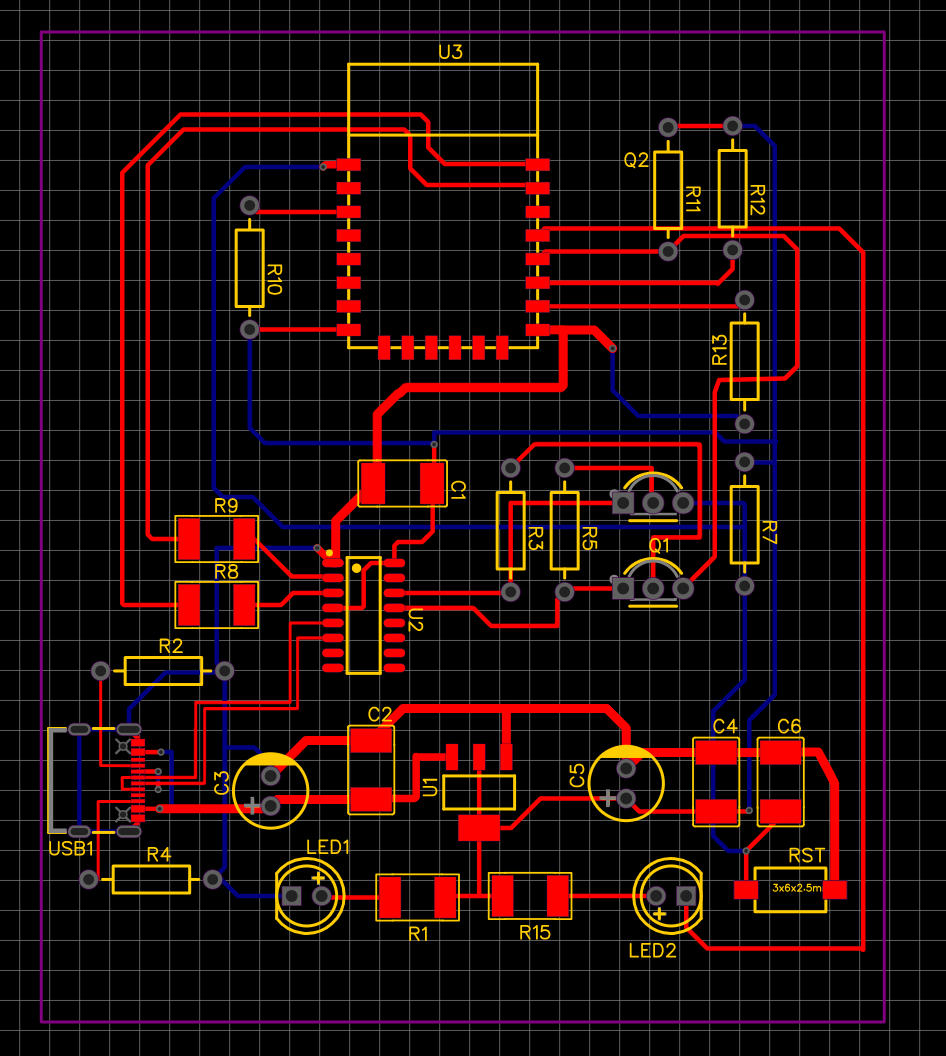 U3
Q2
R11
R12
R10
R13
C1
R9
R3
R5
Q1
R7
R8
U2
R2
C2
C4
C6
C3
U1
C5
USB1
R4
LED1
RST
3x6x2.5m
+
+
+
+
R1
R15
LED2